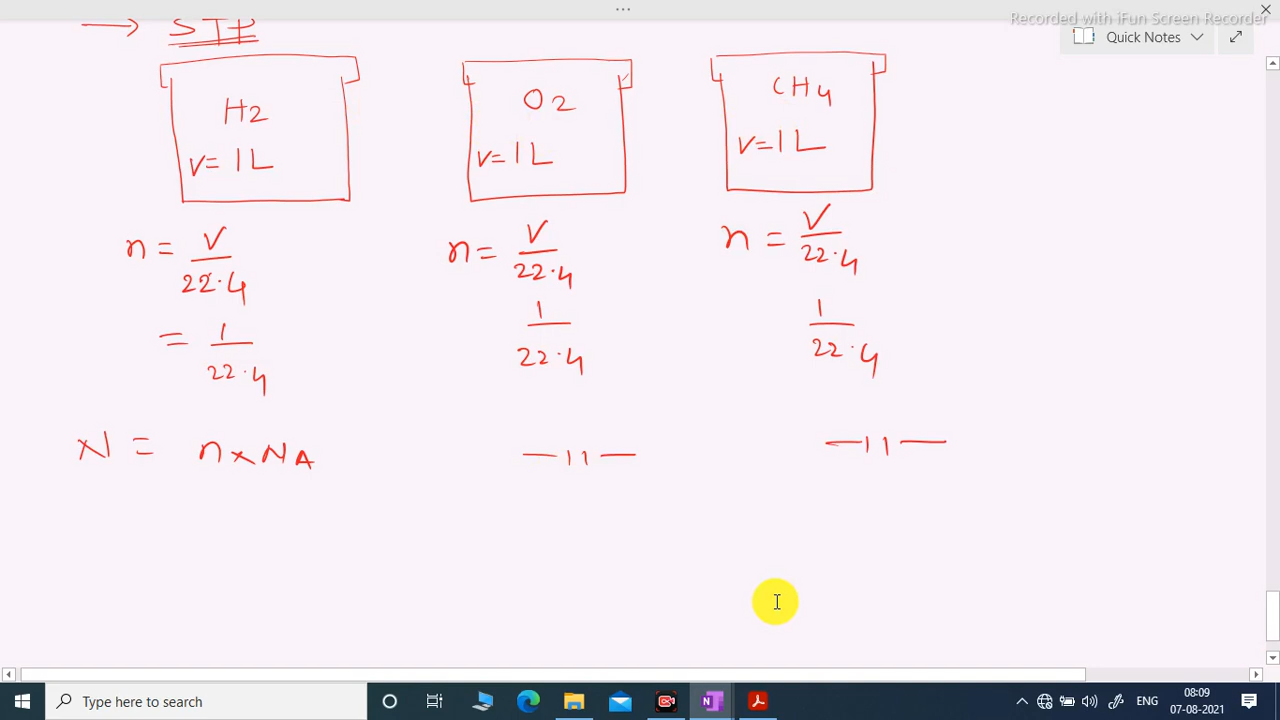 Recorded with iFun Screen Recorder
Quick Notes
→ STP
H2
V = 1L
O2
V = 1L
CH4
V = 1L
n = V/22.4
= 1/22.4
n = V/22.4
1/22.4
n = V/22.4
1/22.4
N = n×NA
—11—
—11—
Type here to search
ENG
08:09
07-08-2021